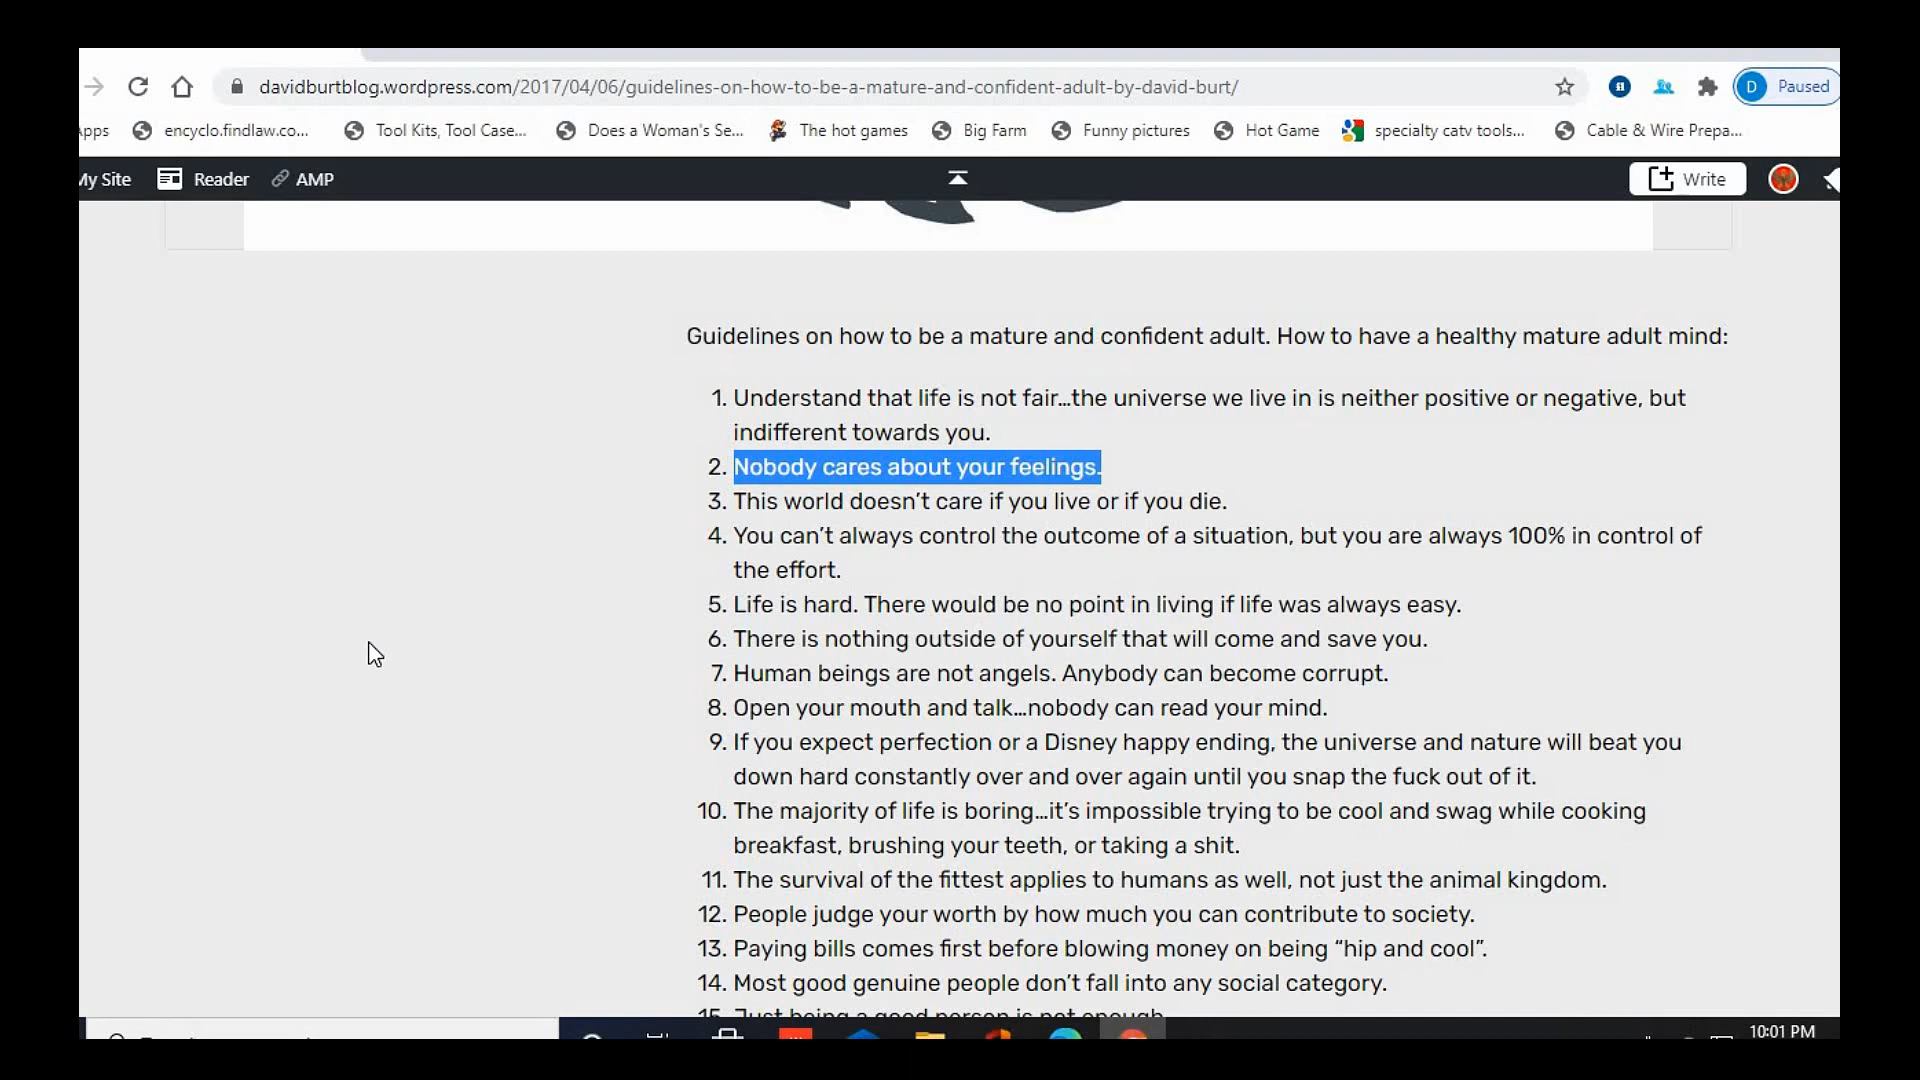 davidburtblog.wordpress.com/2017/04/06/guidelines-on-how-to-be-a-mature-and-confident-adult-by-david-burt/
D Paused
Apps encyclo.findlaw.co... Tool Kits, Tool Case... Does a Woman's Se... The hot games Big Farm Funny pictures Hot Game specialty catv tools... Cable & Wire Prepa...
My Site Reader AMP Write
Guidelines on how to be a mature and confident adult. How to have a healthy mature adult mind:
1. Understand that life is not fair…the universe we live in is neither positive or negative, but
indifferent towards you.
2. Nobody cares about your feelings.
3. This world doesn’t care if you live or if you die.
4. You can’t always control the outcome of a situation, but you are always 100% in control of
the effort.
5. Life is hard. There would be no point in living if life was always easy.
6. There is nothing outside of yourself that will come and save you.
7. Human beings are not angels. Anybody can become corrupt.
8. Open your mouth and talk…nobody can read your mind.
9. If you expect perfection or a Disney happy ending, the universe and nature will beat you
down hard constantly over and over again until you snap the fuck out of it.
10. The majority of life is boring…it’s impossible trying to be cool and swag while cooking
breakfast, brushing your teeth, or taking a shit.
11. The survival of the fittest applies to humans as well, not just the animal kingdom.
12. People judge your worth by how much you can contribute to society.
13. Paying bills comes first before blowing money on being “hip and cool”.
14. Most good genuine people don’t fall into any social category.
15. Just being a good person is not enough.
10:01 PM